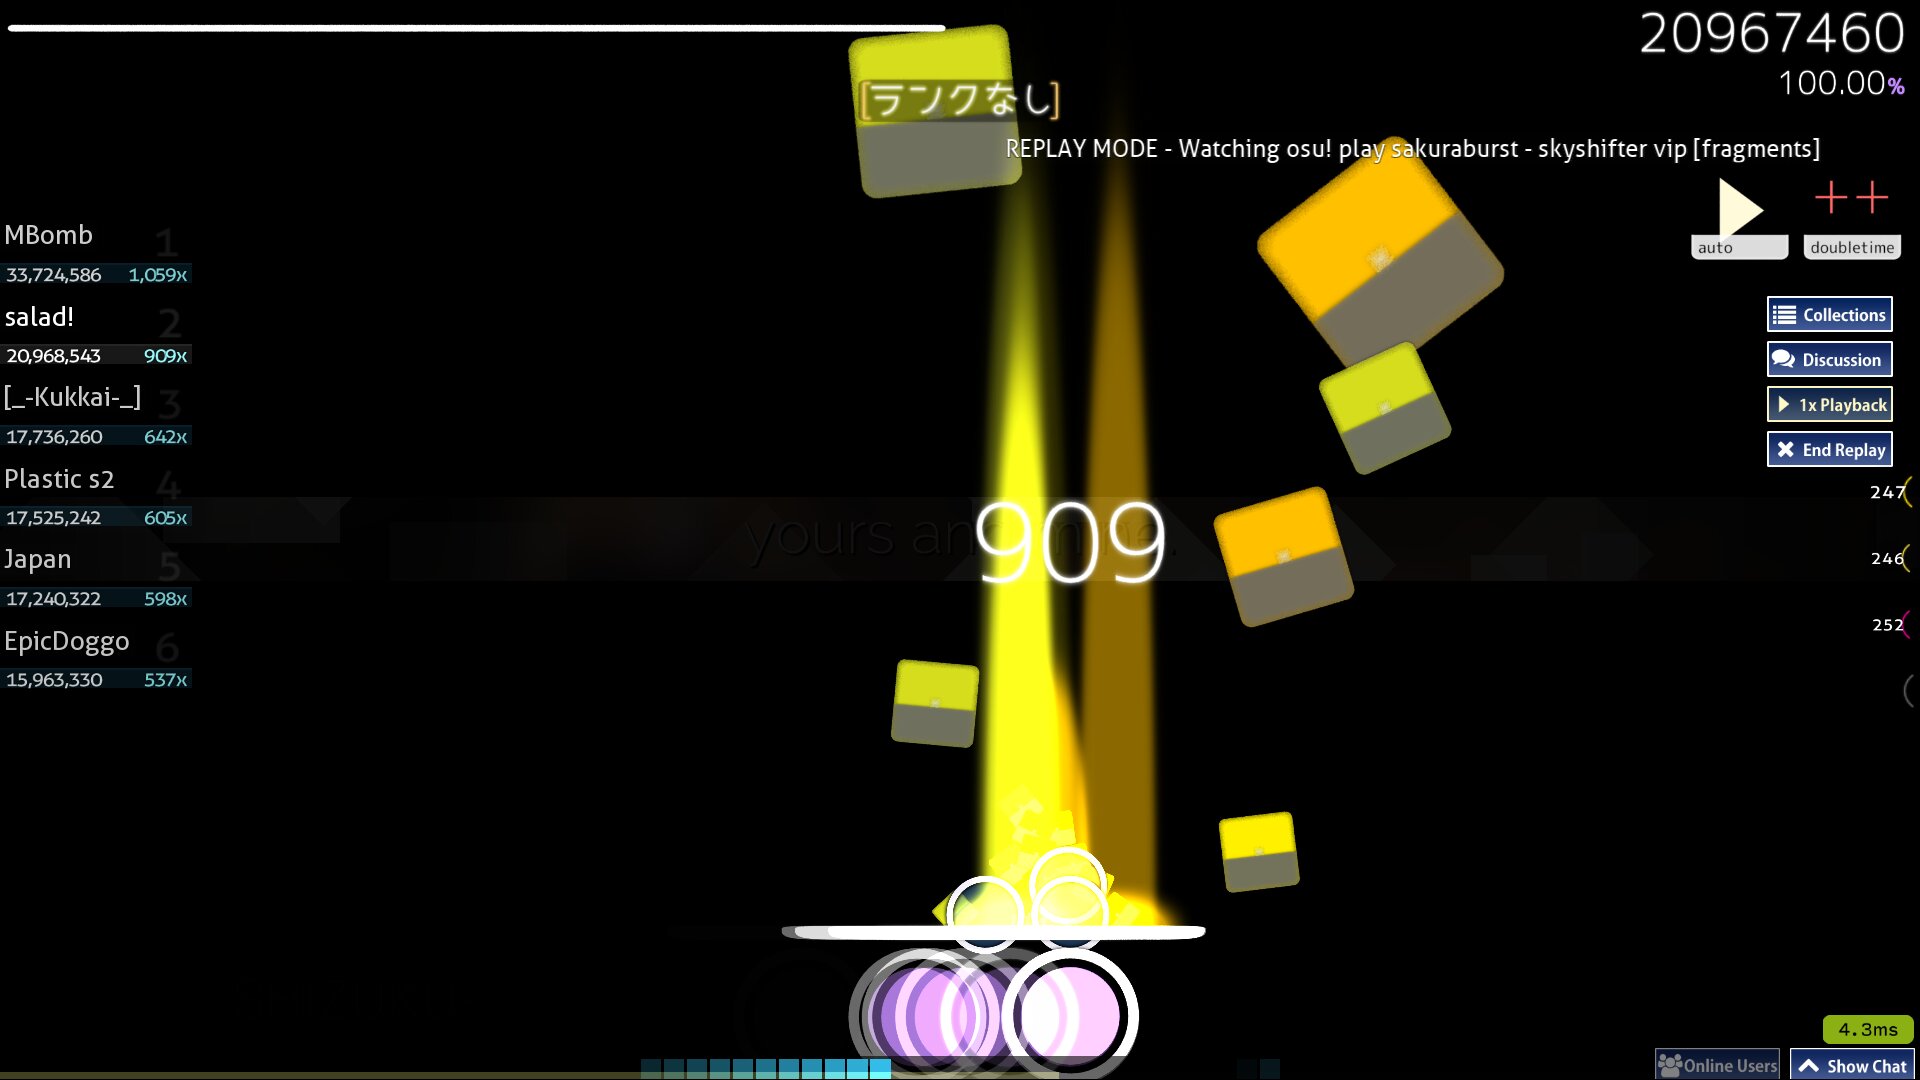 20967460
100.00%
[ランクなし]
REPLAY MODE - Watching osu! play sakuraburst - skyshifter vip [fragments]
auto
doubletime
MBomb 1
33,724,586 1,059x
salad! 2
20,968,543 909x
[_-Kukkai-_] 3
17,736,260 642x
Plastic s2 4
17,525,242 605x
Japan 5
17,240,322 598x
EpicDoggo 6
15,963,330 537x
Collections
Discussion
1x Playback
End Replay
247
246
252
yours and mine.
909
4.3ms
Online Users
Show Chat